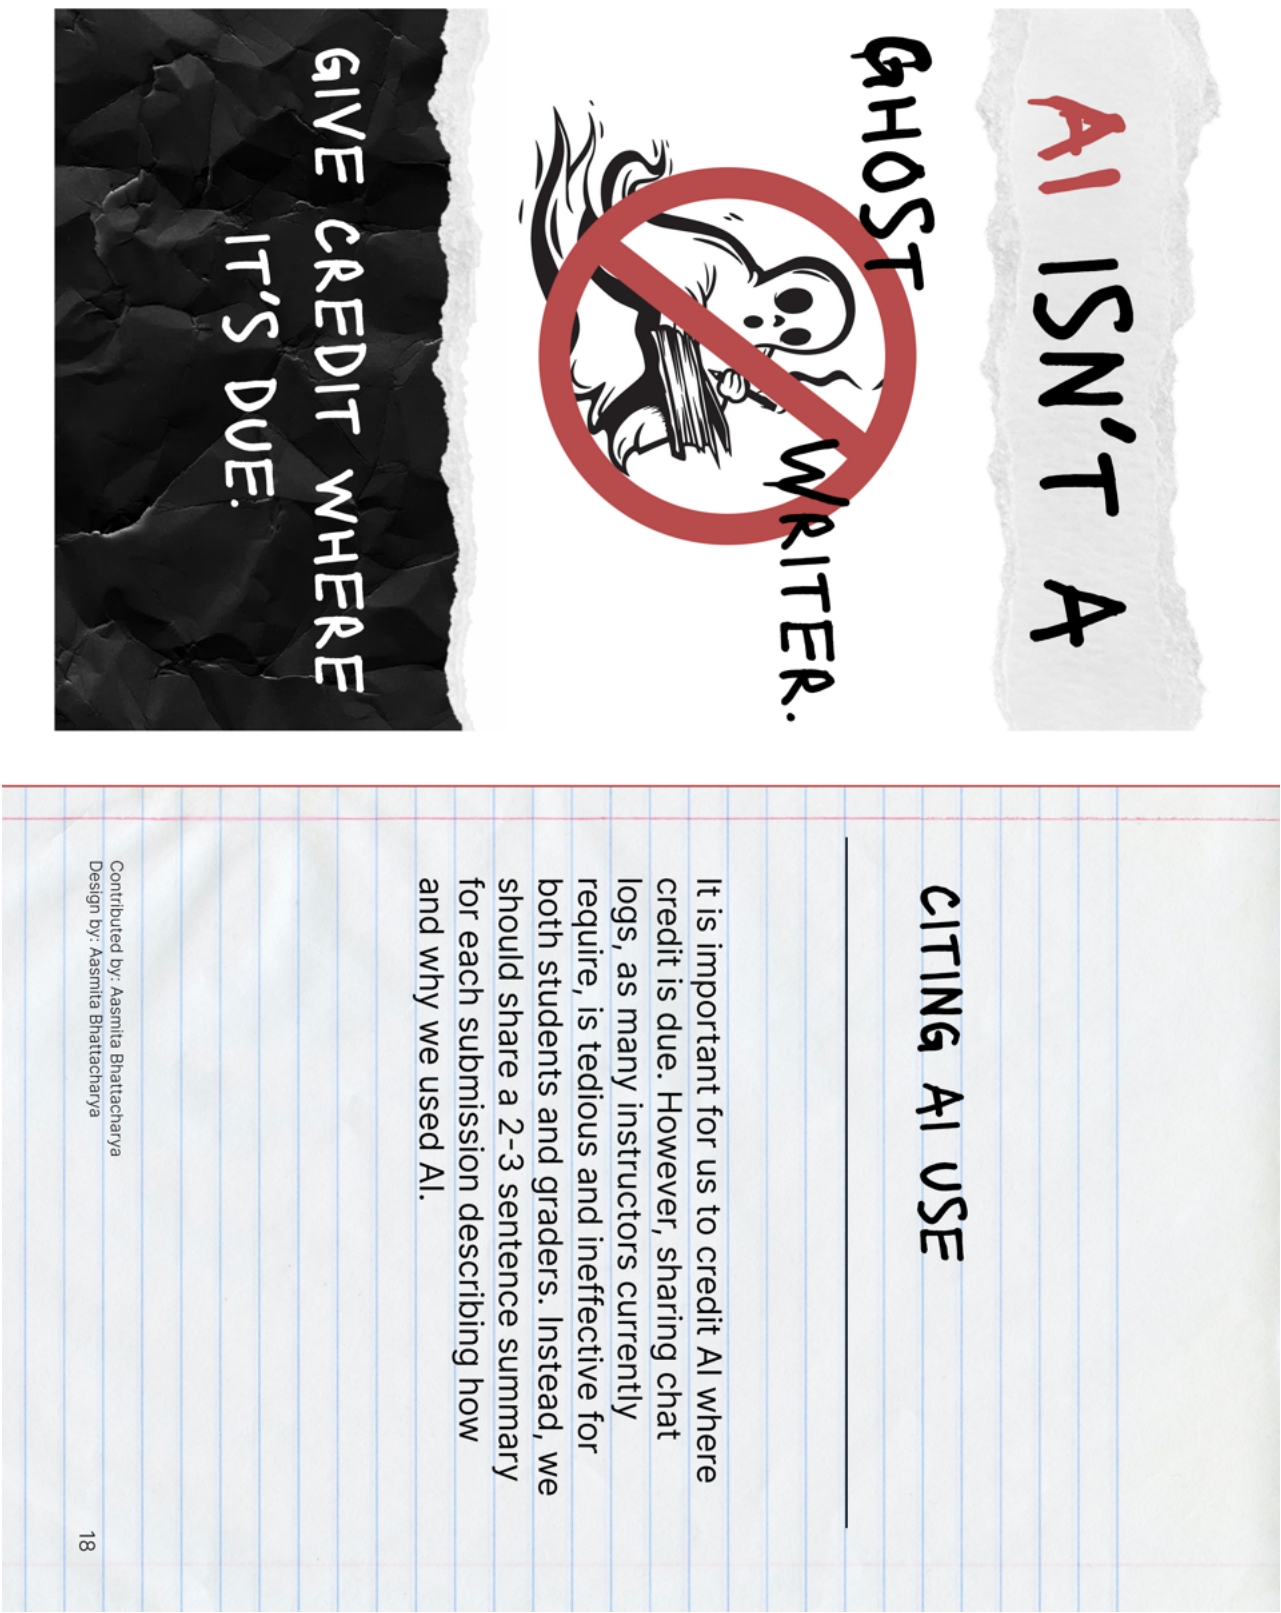 AI ISN'T A
GHOST
WRITER.
GIVE CREDIT WHERE
IT'S DUE.
CITING AI USE
It is important for us to credit AI where
credit is due. However, sharing chat
logs, as many instructors currently
require, is tedious and ineffective for
both students and graders. Instead, we
should share a 2-3 sentence summary
for each submission describing how
and why we used AI.
Contributed by: Aasmita Bhattacharya
Design by: Aasmita Bhattacharya
18